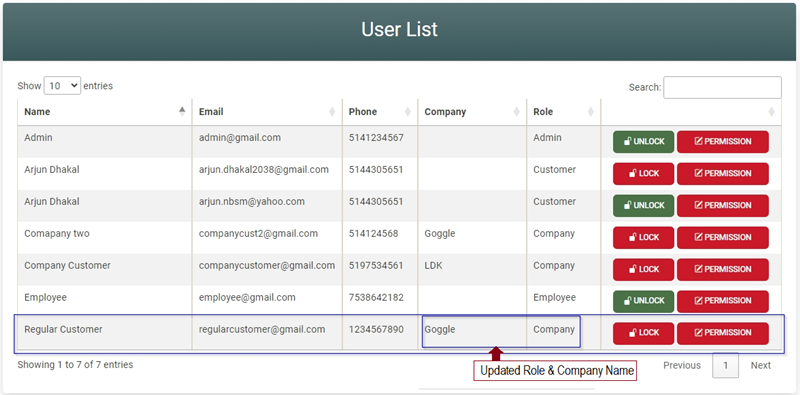 User List
Show 10 entries Search:
Name Email Phone Company Role
Admin admin@gmail.com 5141234567 Admin UNLOCK PERMISSION
Arjun Dhakal arjun.dhakal2038@gmail.com 5144305651 Customer LOCK PERMISSION
Arjun Dhakal arjun.nbsm@yahoo.com 5144305651 Customer UNLOCK PERMISSION
Comapany two companycust2@gmail.com 514124568 Goggle Company LOCK PERMISSION
Company Customer companycustomer@gmail.com 5197534561 LDK Company LOCK PERMISSION
Employee employee@gmail.com 7538642182 Employee UNLOCK PERMISSION
Regular Customer regularcustomer@gmail.com 1234567890 Goggle Company LOCK PERMISSION
Showing 1 to 7 of 7 entries Previous 1 Next
Updated Role & Company Name